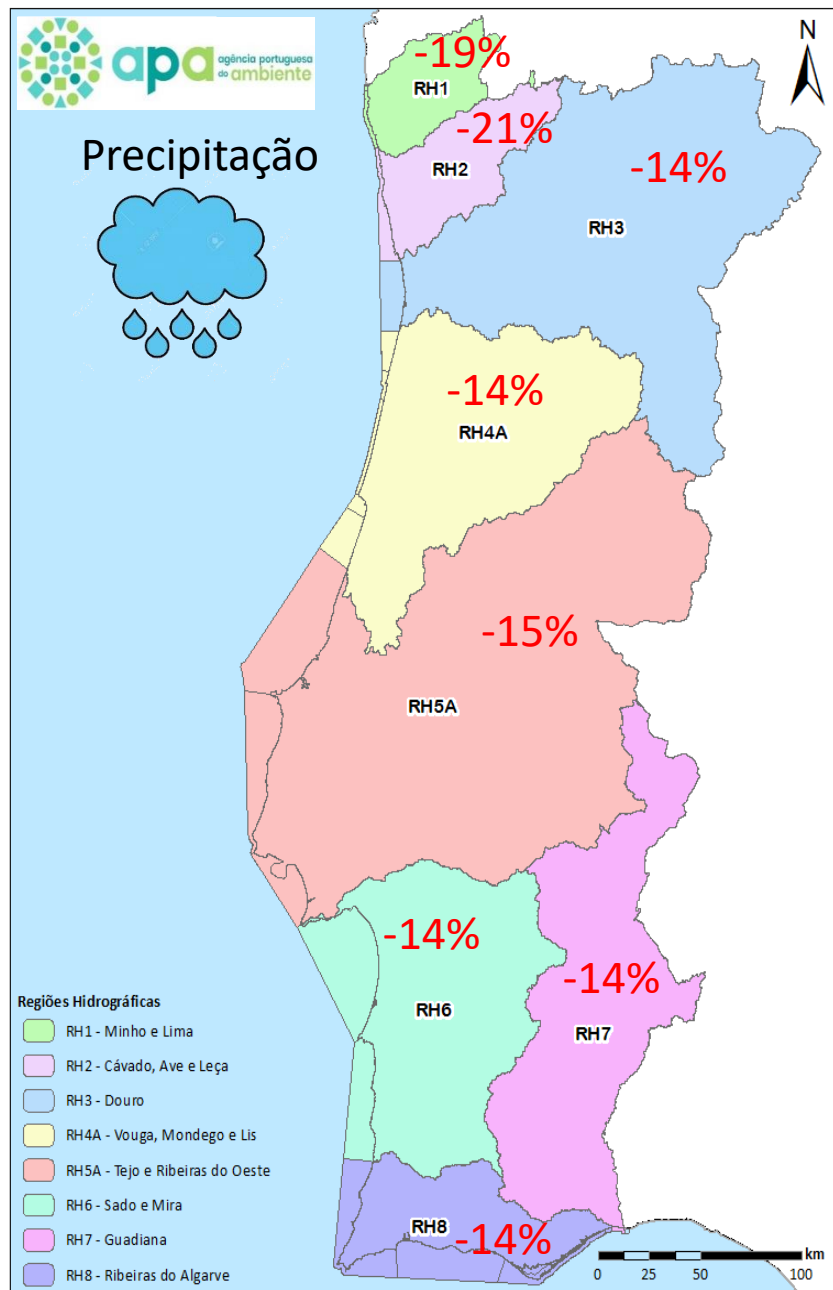 apa agência portuguesa
do ambiente
Precipitação
N
-19%
RH1
-21%
RH2
-14%
RH3
-14%
RH4A
-15%
RH5A
-14%
RH6
-14%
RH7
RH8
-14%
Regiões Hidrográficas
RH1 - Minho e Lima
RH2 - Cávado, Ave e Leça
RH3 - Douro
RH4A - Vouga, Mondego e Lis
RH5A - Tejo e Ribeiras do Oeste
RH6 - Sado e Mira
RH7 - Guadiana
RH8 - Ribeiras do Algarve
km
0 25 50 100